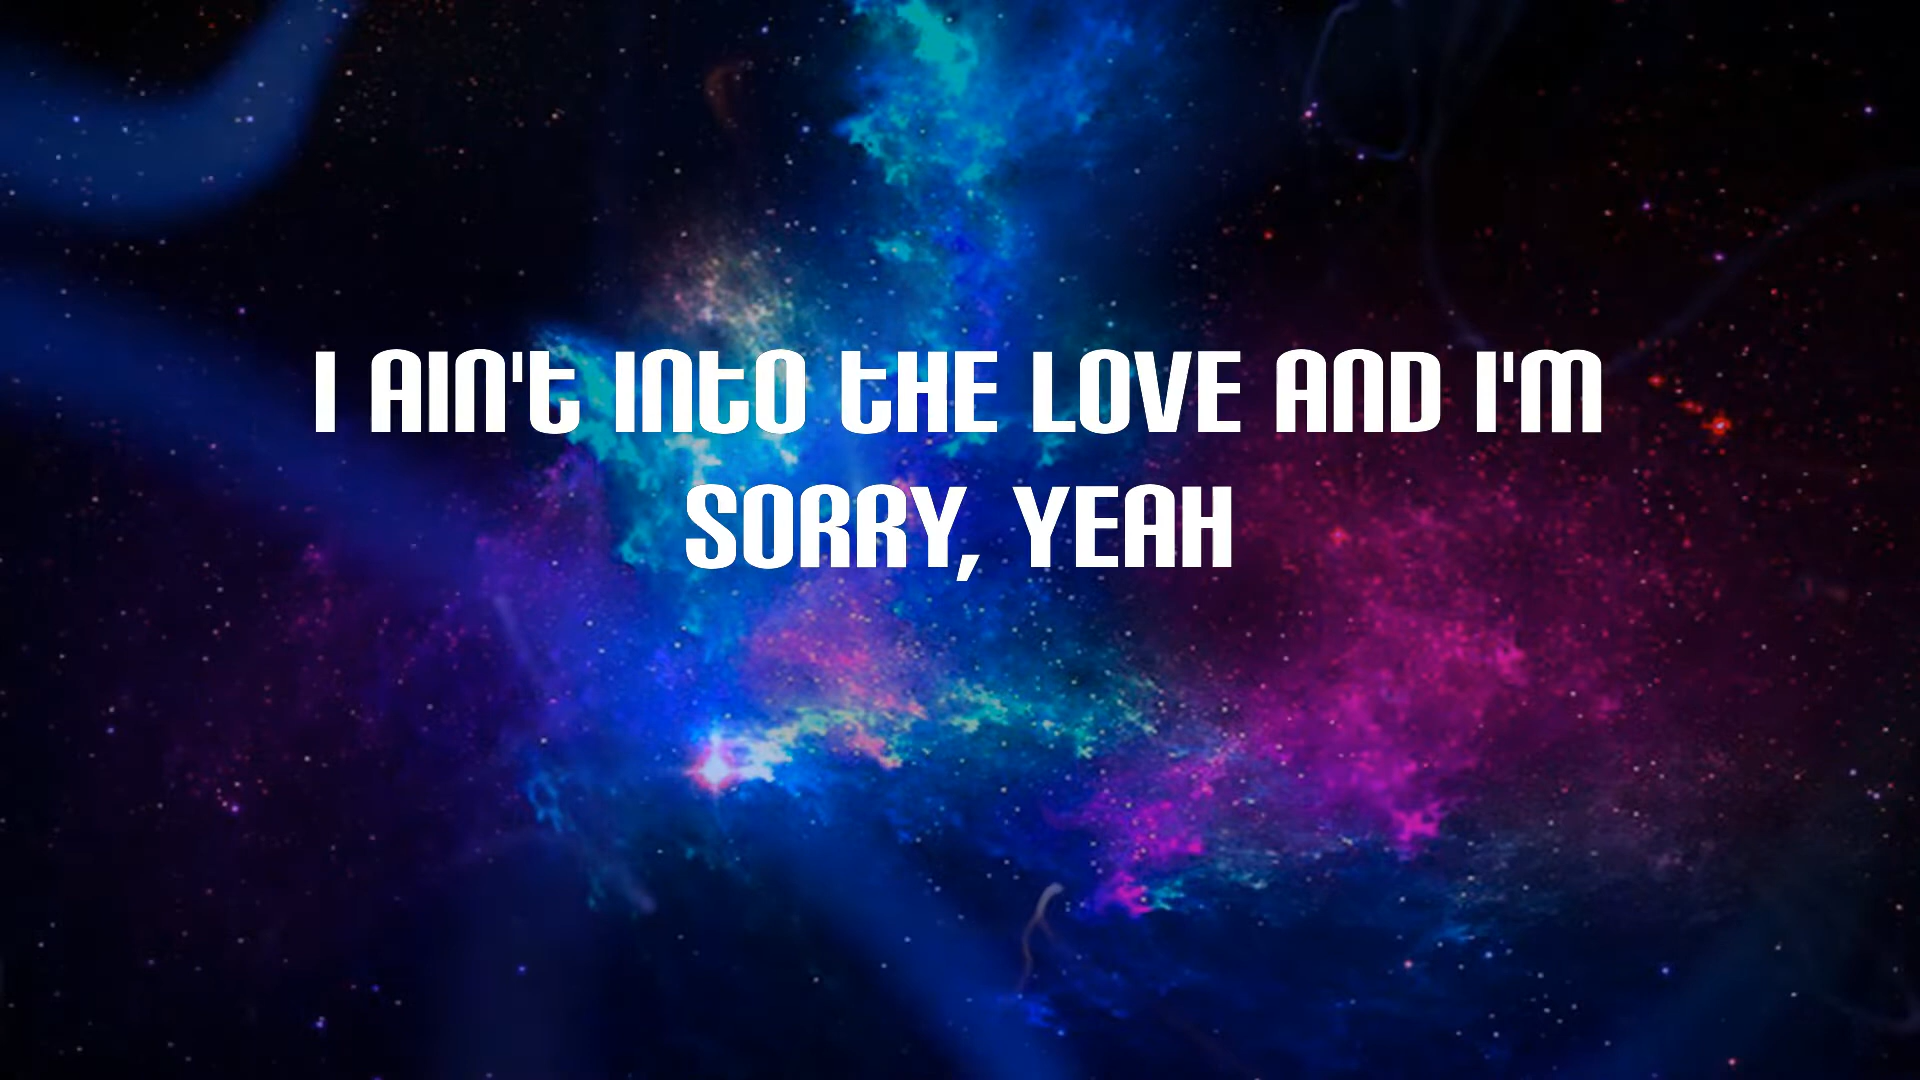 I AIN'T INTO THE LOVE AND I'M
SORRY, YEAH